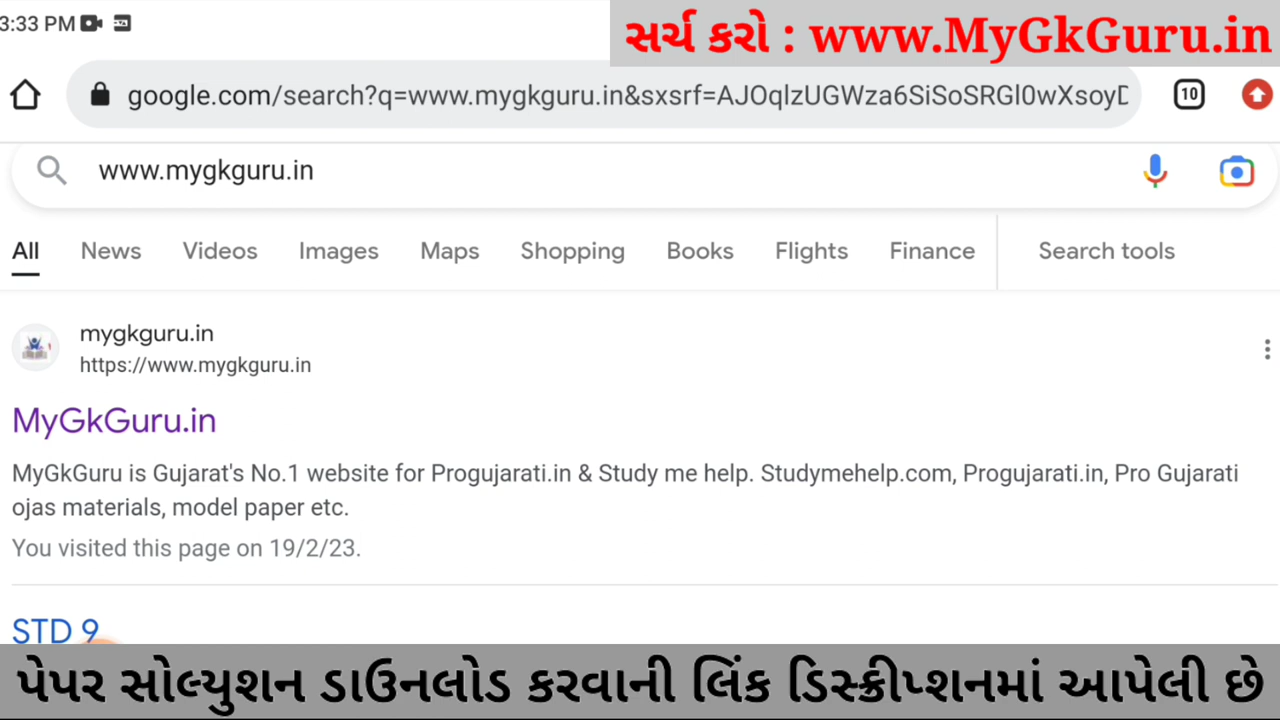 3:33 PM
સર્ચ કરો : www.MyGkGuru.in
google.com/search?q=www.mygkguru.in&sxsrf=AJOqlzUGWza6SiSoSRGl0wXsoyD
10
www.mygkguru.in
All News Videos Images Maps Shopping Books Flights Finance Search tools
mygkguru.in
https://www.mygkguru.in
MyGkGuru.in
MyGkGuru is Gujarat's No.1 website for Progujarati.in & Study me help. Studymehelp.com, Progujarati.in, Pro Gujarati
ojas materials, model paper etc.
You visited this page on 19/2/23.
STD 9
પેપર સોલ્યુશન ડાઉનલોડ કરવાની લિંક ડિસ્ક્રીપ્શનમાં આપેલી છે